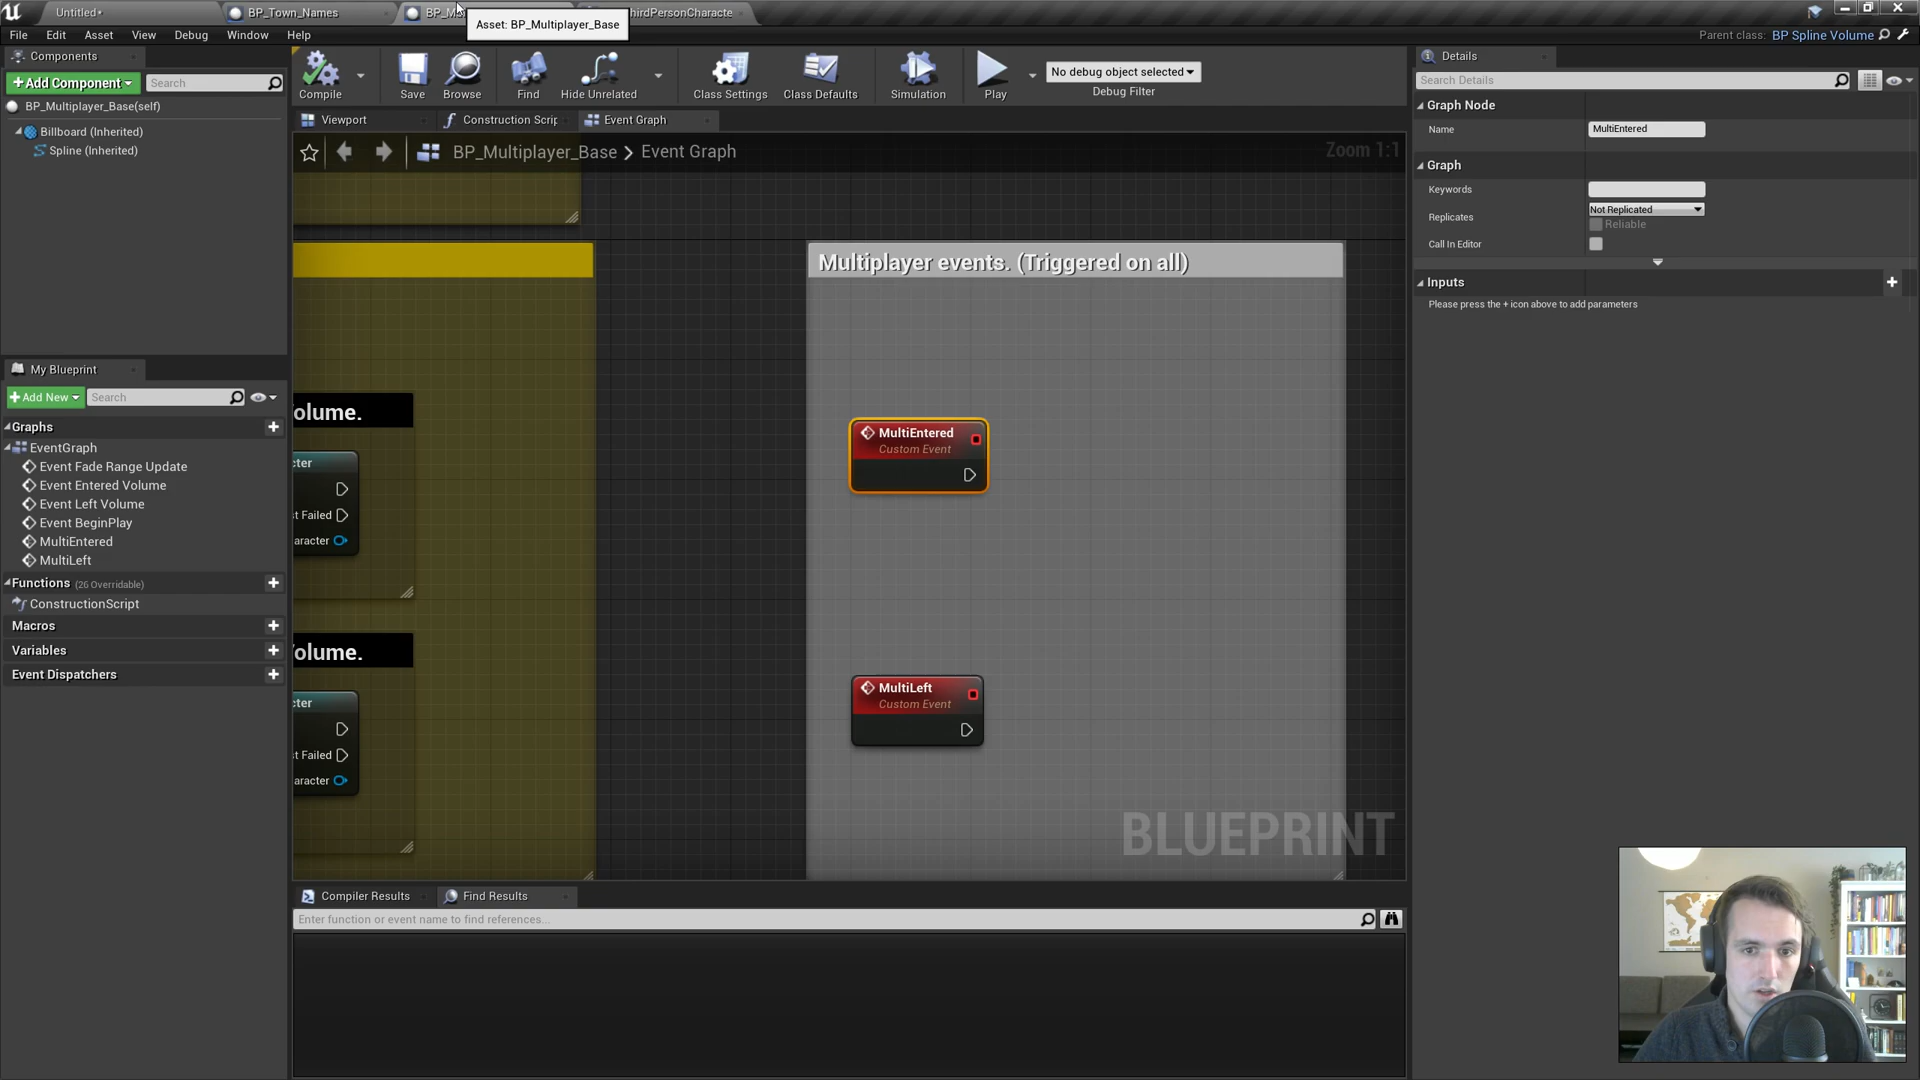 Untitled*
BP_Town_Names
BP_M
ThirdPersonCharacte
Asset: BP_Multiplayer_Base
File Edit Asset View Debug Window Help
Parent class: BP Spline Volume
Components
+Add Component
Search
BP_Multiplayer_Base(self)
Billboard (Inherited)
Spline (Inherited)
Compile
Save
Browse
Find
Hide Unrelated
Class Settings
Class Defaults
Simulation
Play
No debug object selected
Debug Filter
Viewport
Construction Scrip
Event Graph
BP_Multiplayer_Base > Event Graph
Zoom 1:1
Multiplayer events. (Triggered on all)
olume.
cter
st Failed
aracter
MultiEntered
Custom Event
olume.
cter
st Failed
aracter
MultiLeft
Custom Event
BLUEPRINT
My Blueprint
+Add New
Search
Graphs
EventGraph
Event Fade Range Update
Event Entered Volume
Event Left Volume
Event BeginPlay
MultiEntered
MultiLeft
Functions (26 Overridable)
ConstructionScript
Macros
Variables
Event Dispatchers
Compiler Results
Find Results
Enter function or event name to find references...
Details
Search Details
Graph Node
Name
MultiEntered
Graph
Keywords
Replicates
Not Replicated
Reliable
Call In Editor
Inputs
Please press the + icon above to add parameters